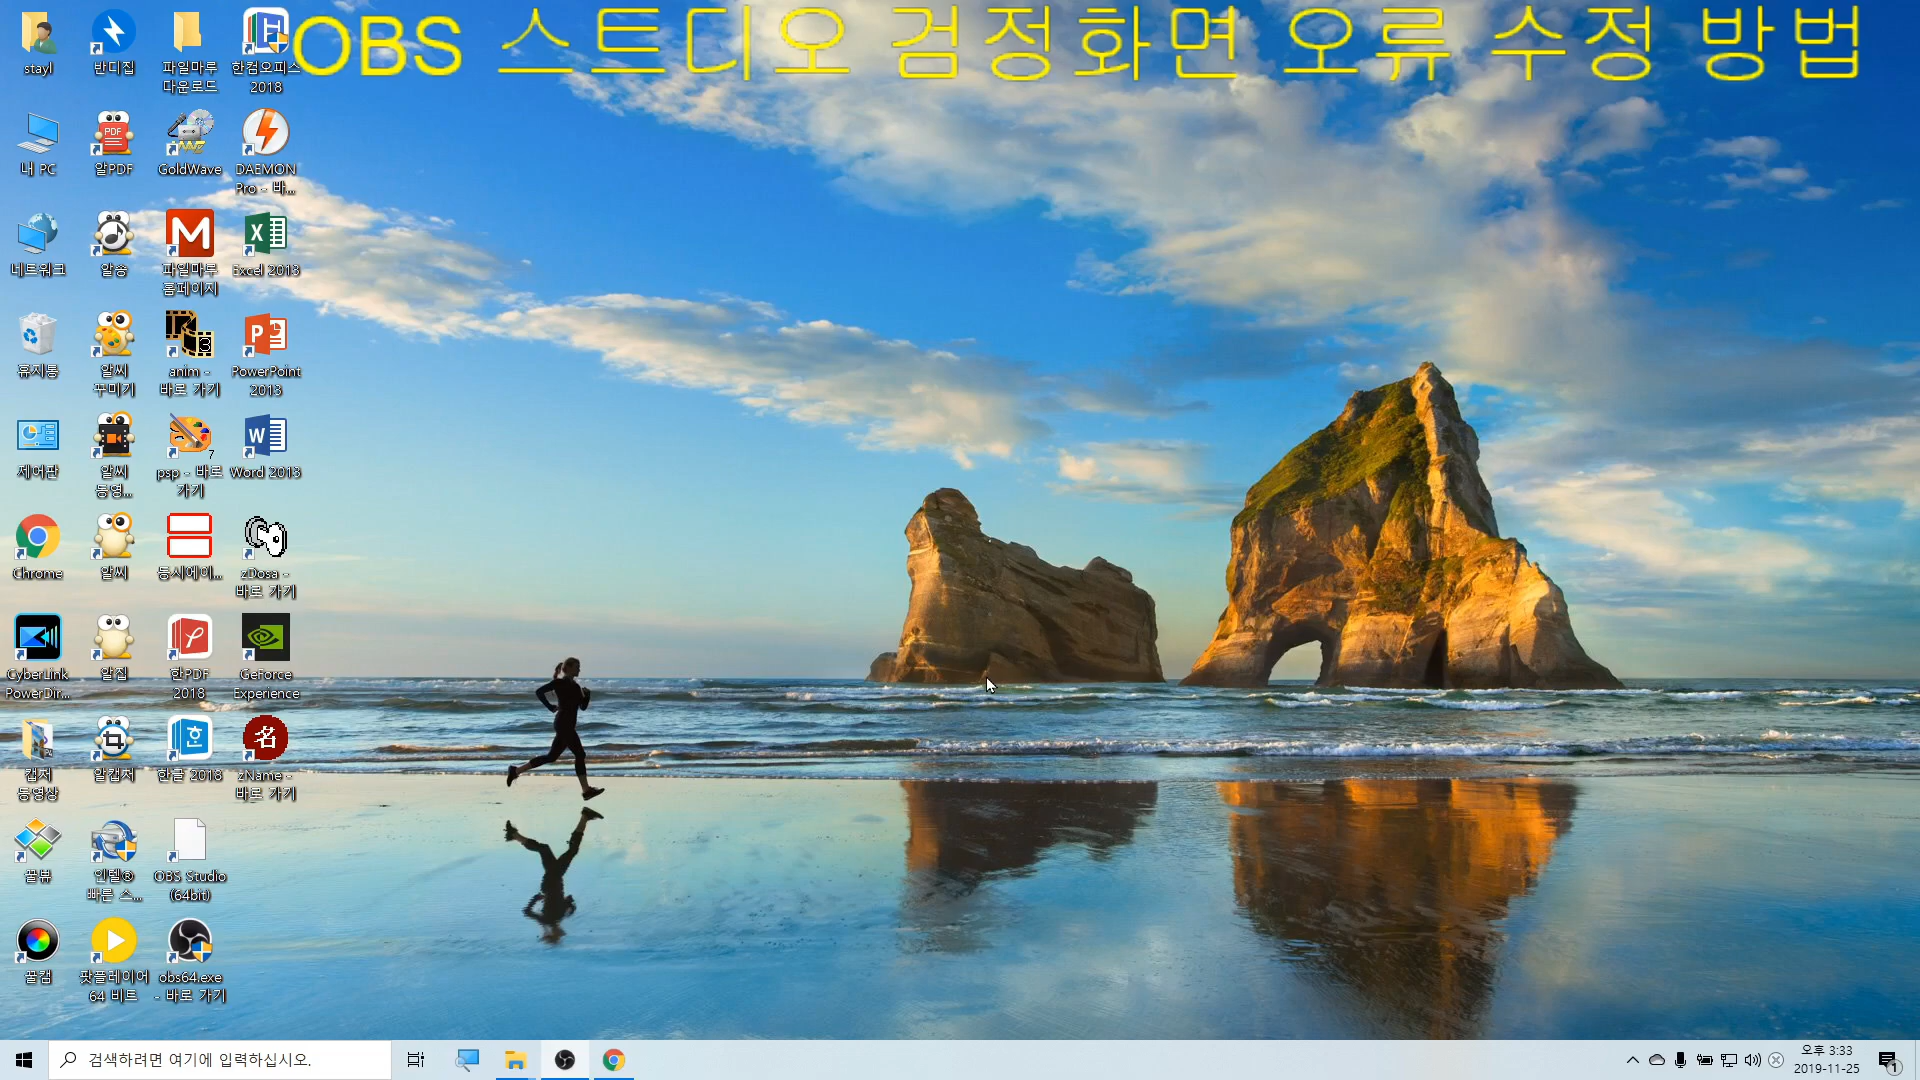 OBS 스트디오 검정화면 오류 수정 방법
stayl
반디집
파일마루
다운로드
한컴오피스
2018
내 PC
알PDF
GoldWave
DAEMON
Pro - 바...
네트워크
알송
파일마루
홈페이지
Excel 2013
휴지통
알씨
꾸미기
anim -
바로 가기
PowerPoint
2013
제어판
알씨
동영...
psp - 바로
가기
Word 2013
Chrome
알씨
동시에이...
zDosa -
바로 가기
CyberLink
PowerDir...
알집
한PDF
2018
GeForce
Experience
캡처
동영상
알캡처
한글 2018
zName -
바로 가기
꿀뷰
인텔®
빠른 스...
OBS Studio
(64bit)
꿀캠
팟플레이어
64 비트
obs64.exe
- 바로 가기
검색하려면 여기에 입력하십시오.
오후 3:33
2019-11-25
1